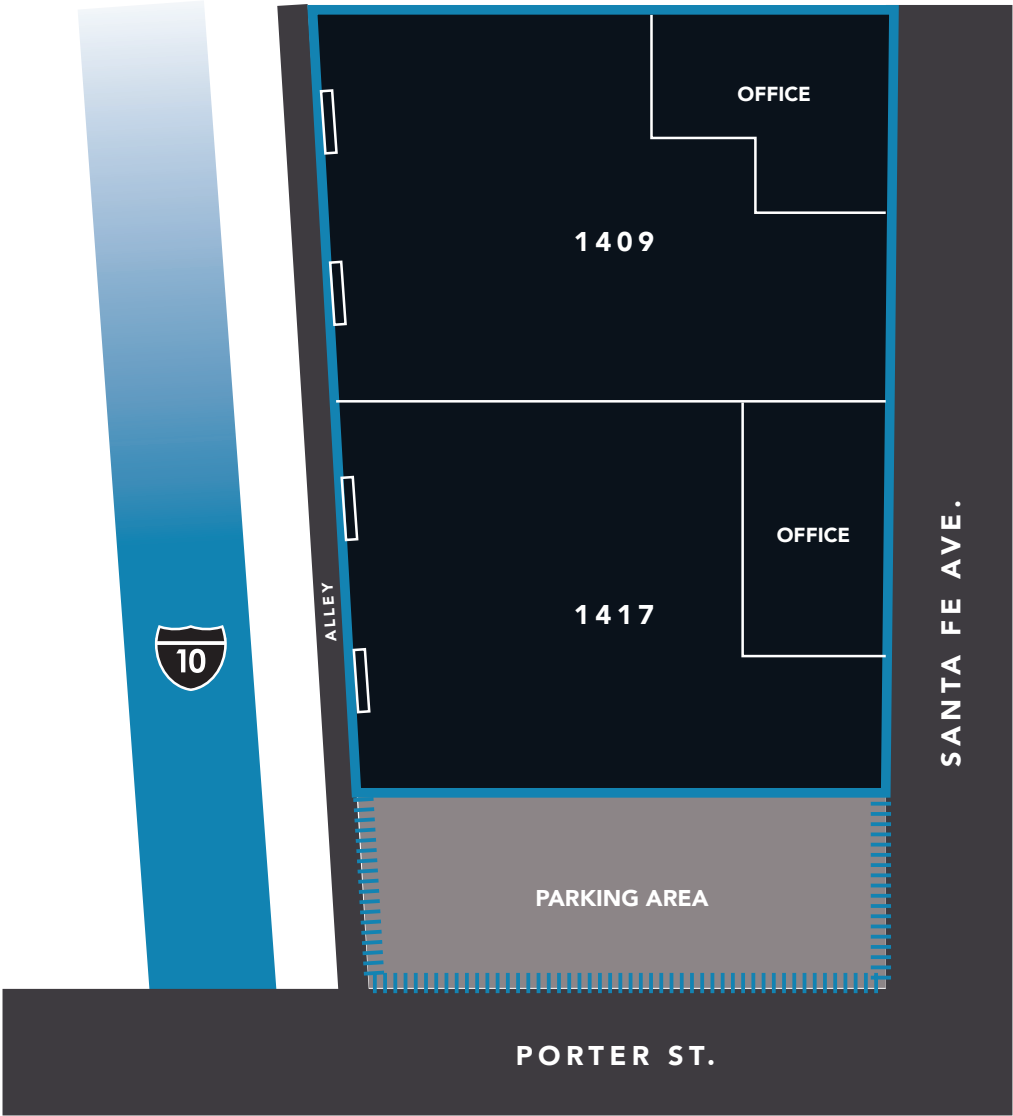 OFFICE
1409
OFFICE
SANTA FE AVE.
ALLEY
1417
10
PARKING AREA
PORTER ST.